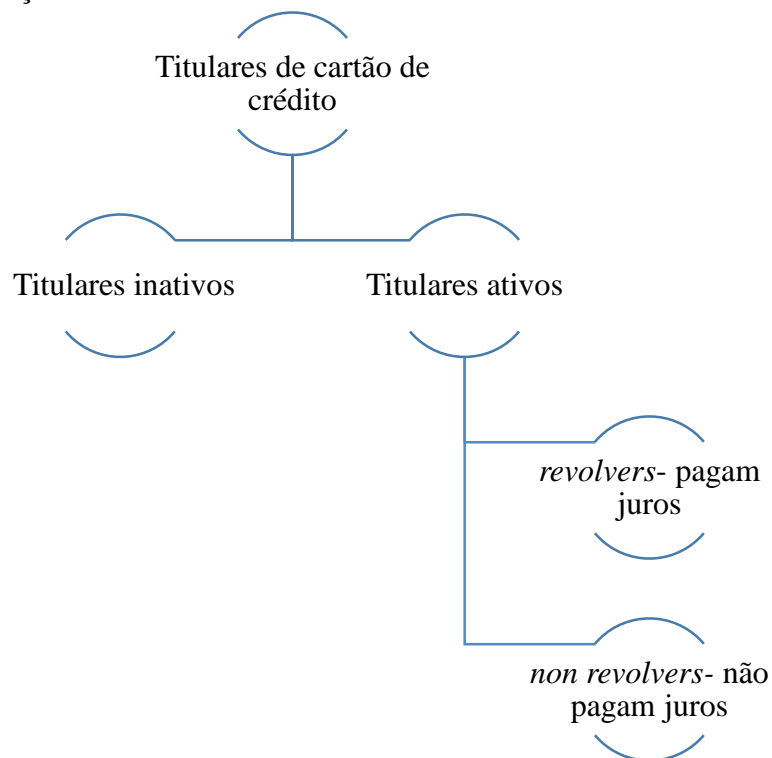 Titulares de cartão de
crédito
Titulares inativos
Titulares ativos
revolvers- pagam
juros
non revolvers- não
pagam juros